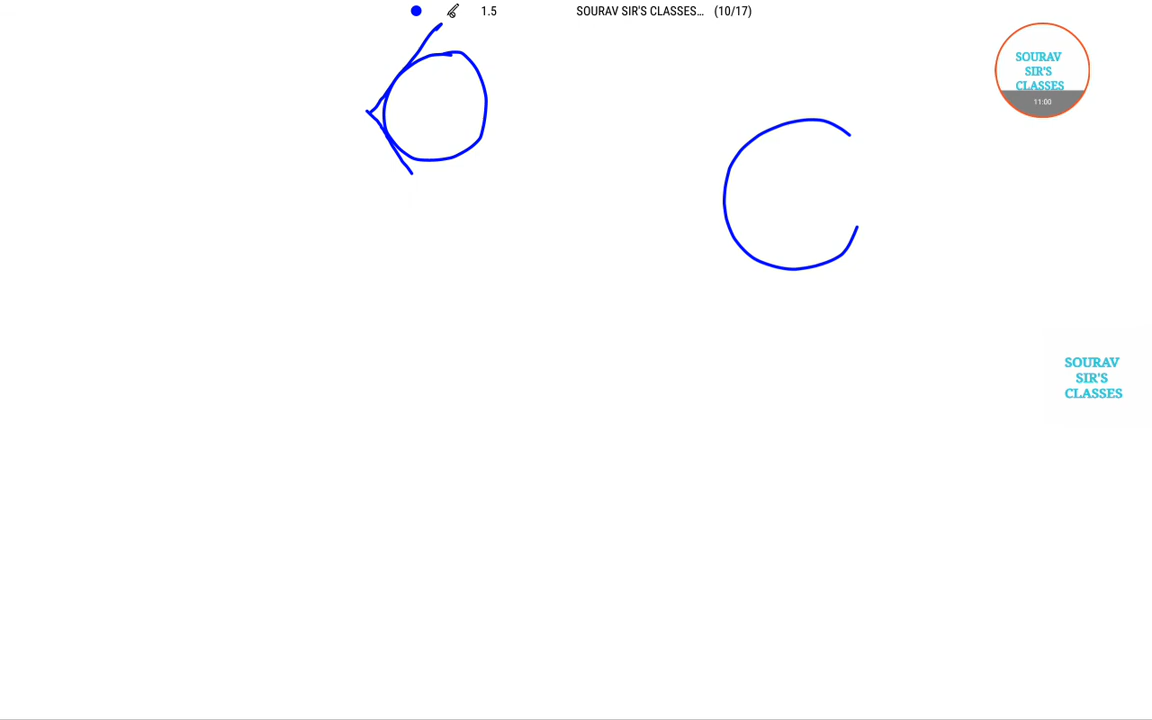 1.5 SOURAV SIR'S CLASSES... (10/17)
SOURAV
SIR'S
CLASSES
11:00
SOURAV
SIR'S
CLASSES